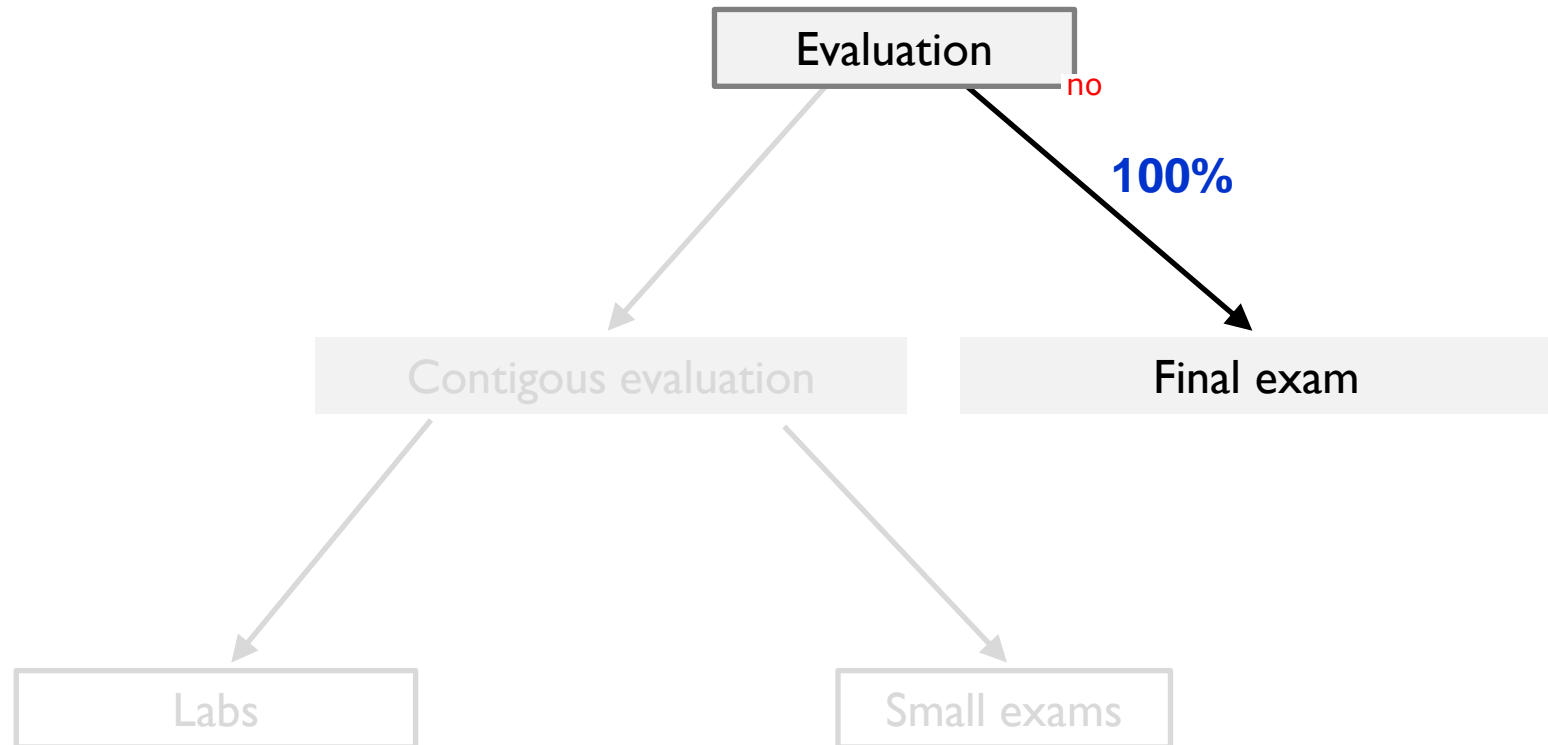 Evaluation
no
100%
Contigous evaluation
Final exam
Labs
Small exams